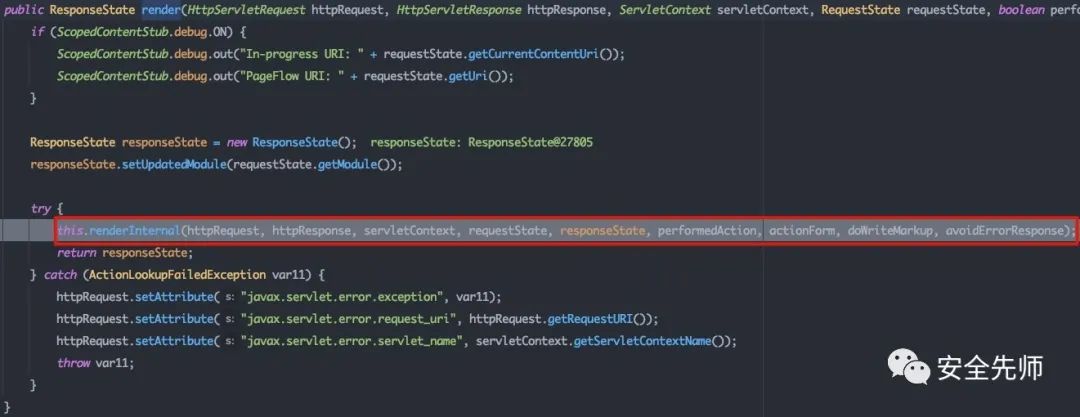 public ResponseState render(HttpServletRequest httpRequest, HttpServletResponse httpResponse, ServletContext servletContext, RequestState requestState, boolean perfo
if (ScopedContentStub.debug.ON) {
ScopedContentStub.debug.out("In-progress URI: " + requestState.getCurrentContentUri());
ScopedContentStub.debug.out("PageFlow URI: " + requestState.getUri());
}
ResponseState responseState = new ResponseState(); responseState: ResponseState@27805
responseState.setUpdatedModule(requestState.getModule());
try {
this.renderInternal(httpRequest, httpResponse, servletContext, requestState, responseState, performedAction, actionForm, doWriteMarkup, avoidErrorResponse);
return responseState;
} catch (ActionLookupFailedException var11) {
httpRequest.setAttribute( s: "javax.servlet.error.exception", var11);
httpRequest.setAttribute( s: "javax.servlet.error.request_uri", httpRequest.getRequestURI());
httpRequest.setAttribute( s: "javax.servlet.error.servlet_name", servletContext.getServletContextName());
throw var11;
}
}
安全先师